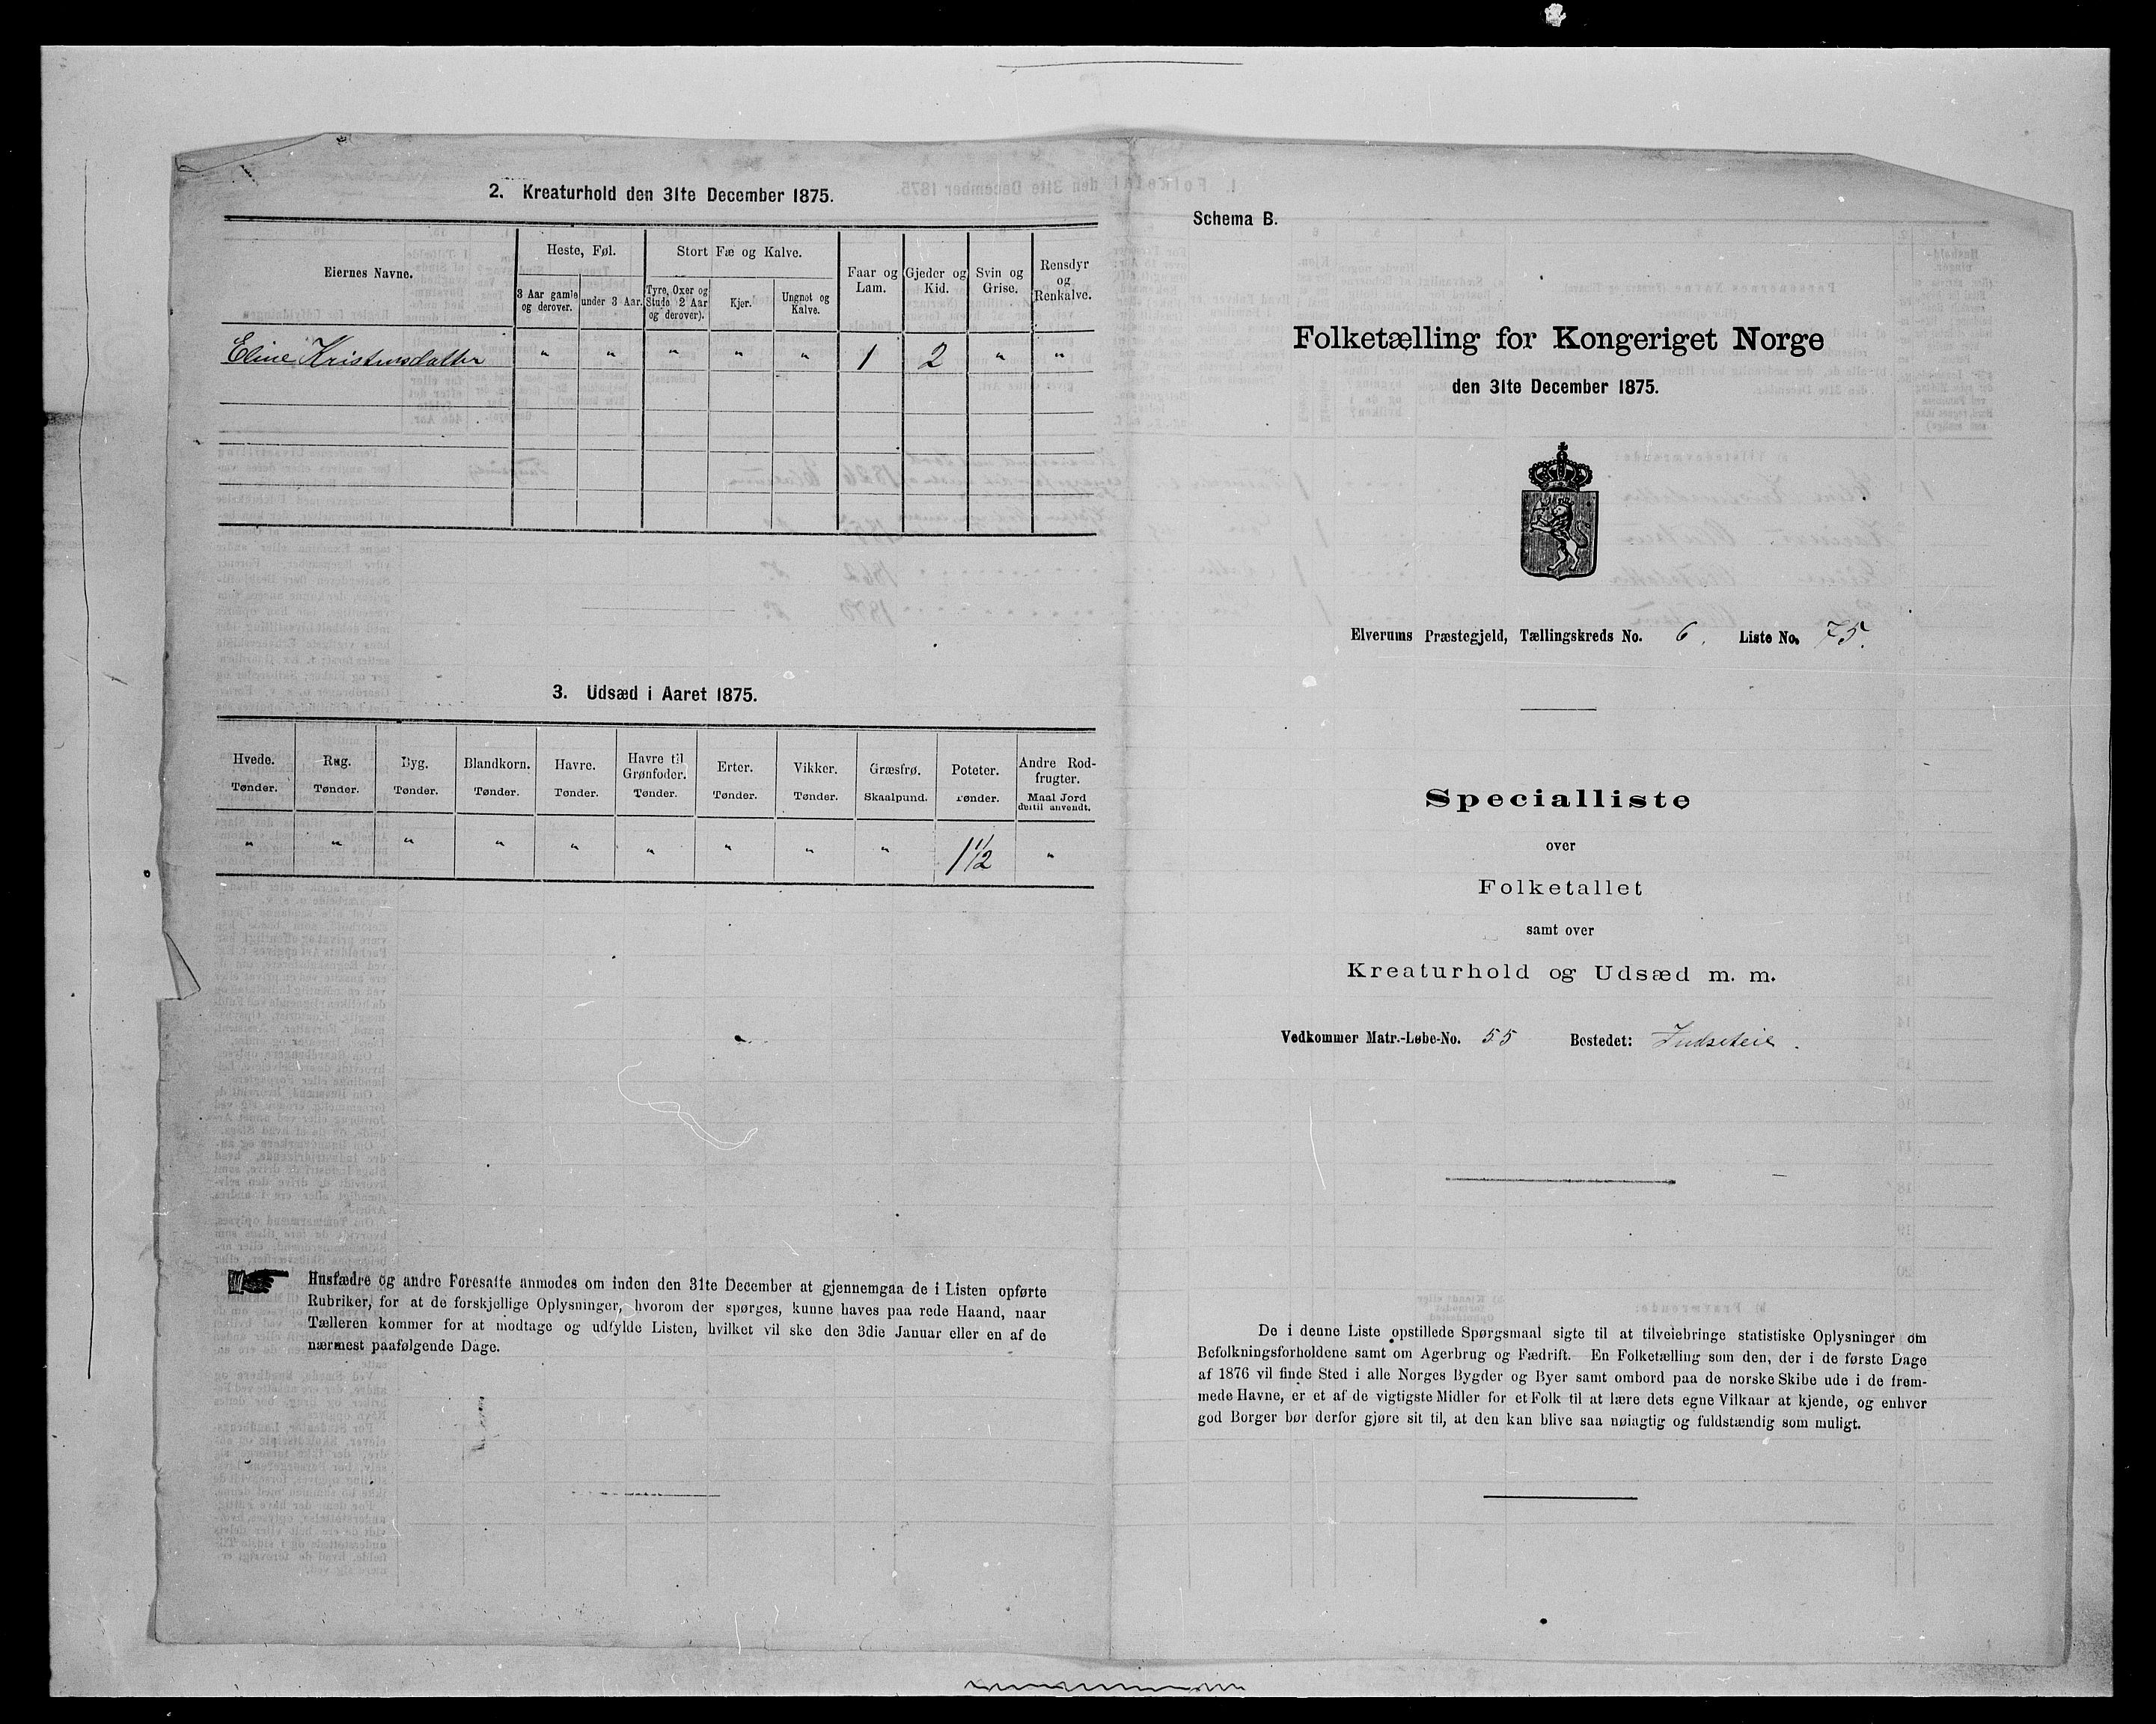 2. Kreaturhold den 31te December 1875.
Eiernes Navne.
Heste, Føl.
Stort Fæ og Kalve.
3 Aar gamle og derover.
under 3 Aar.
Tyre, Oxer og Stude (2 Aar og derover).
Kjør.
Ungnøt og Kalve.
Faar og Lam.
Gjeder og Kid.
Svin og Grise.
Rensdyr og Renkalve.
Eline Kristensdatter " " " " " 1 2 " "
3. Udsæd i Aaret 1875.
Hvede. Rug. Byg. Blandkorn. Havre. Havre til Grønfoder. Erter. Vikker. Græsfrø. Poteter. Andre Rodfrugter.
Tønder. Tønder. Tønder. Tønder. Tønder. Tønder. Tønder. Tønder. Skaalpund. Tønder. Maal Jord dertil anvendt.
" " " " " " " " " 1 1/2 "
Husfædre og andre Foresatte anmodes om inden den 31te December at gjennemgaa de i Listen opførte
Rubriker, for at de forskjellige Oplysninger, hvorom der spørges, kunne haves paa rede Haand, naar
Tælleren kommer for at modtage og udfylde Listen, hvilket vil ske den 3die Januar eller en af de
nærmest paafølgende Dage.
Schema B.
Folketælling for Kongeriget Norge
den 31te December 1875.
Elverums Præstegjeld, Tællingskreds No. 6. Liste No. 75.
Specialliste
over
Folketallet
samt over
Kreaturhold og Udsæd m. m.
Vedkommer Matr.-Løbe-No. 55 Bostedet: Indseteie.
De i denne Liste opstillede Spørgsmaal sigte til at tilveiebringe statistiske Oplysninger om
Befolkningsforholdene samt om Agerbrug og Fædrift. En Folketælling som den, der i de første Dage
af 1876 vil finde Sted i alle Norges Bygder og Byer samt ombord paa de norske Skibe ude i de frem-
mede Havne, er et af de vigtigste Midler for et Folk til at lære dets egne Vilkaar at kjende, og enhver
god Borger bør derfor gjøre sit til, at den kan blive saa nøiagtig og fuldstændig som muligt.